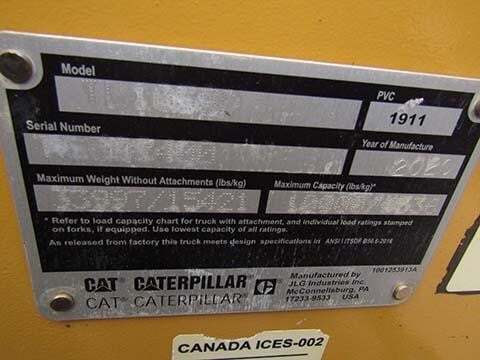 Model
PVC
1911
Serial Number
Year of Manufacture
Maximum Weight Without Attachments (lbs/kg)
Maximum Capacity (lbs/kg)*
* Refer to load capacity chart for truck with attachment, and individual load ratings stamped
on forks, if equipped. Use lowest capacity of all ratings.
As released from factory this truck meets design specifications in ANSI/ITSDF B56.6-2016
CAT CATERPILLAR C
CAT CATERPILLAR
Manufactured by
JLG Industries Inc.
McConnellsburg, PA
17233-9533 USA
1001253913A
CANADA ICES-002